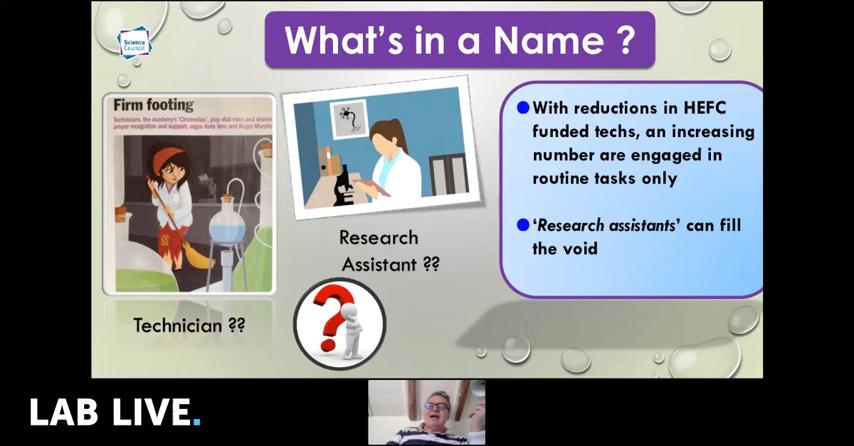 Science
Council
What's in a Name ?
Firm footing
Technicians, the academy's 'Cinderellas', play vital roles and deserve
proper recognition and support, argue Kelly Vere and Roger Murphy
Technician ??
Research
Assistant ??
?
With reductions in HEFC
funded techs, an increasing
number are engaged in
routine tasks only
'Research assistants' can fill
the void
LAB LIVE.